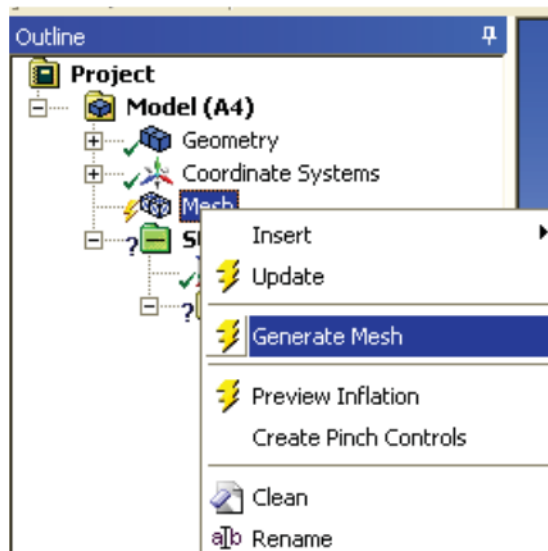 Outline
Project
Model (A4)
Geometry
Coordinate Systems
Mesh
Insert
Update
Generate Mesh
Preview Inflation
Create Pinch Controls
Clean
a|b Rename